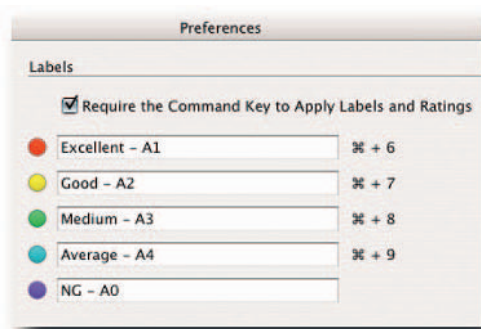 Preferences
Labels
Require the Command Key to Apply Labels and Ratings
Excellent – A1 ⌘ + 6
Good – A2 ⌘ + 7
Medium – A3 ⌘ + 8
Average – A4 ⌘ + 9
NG – A0